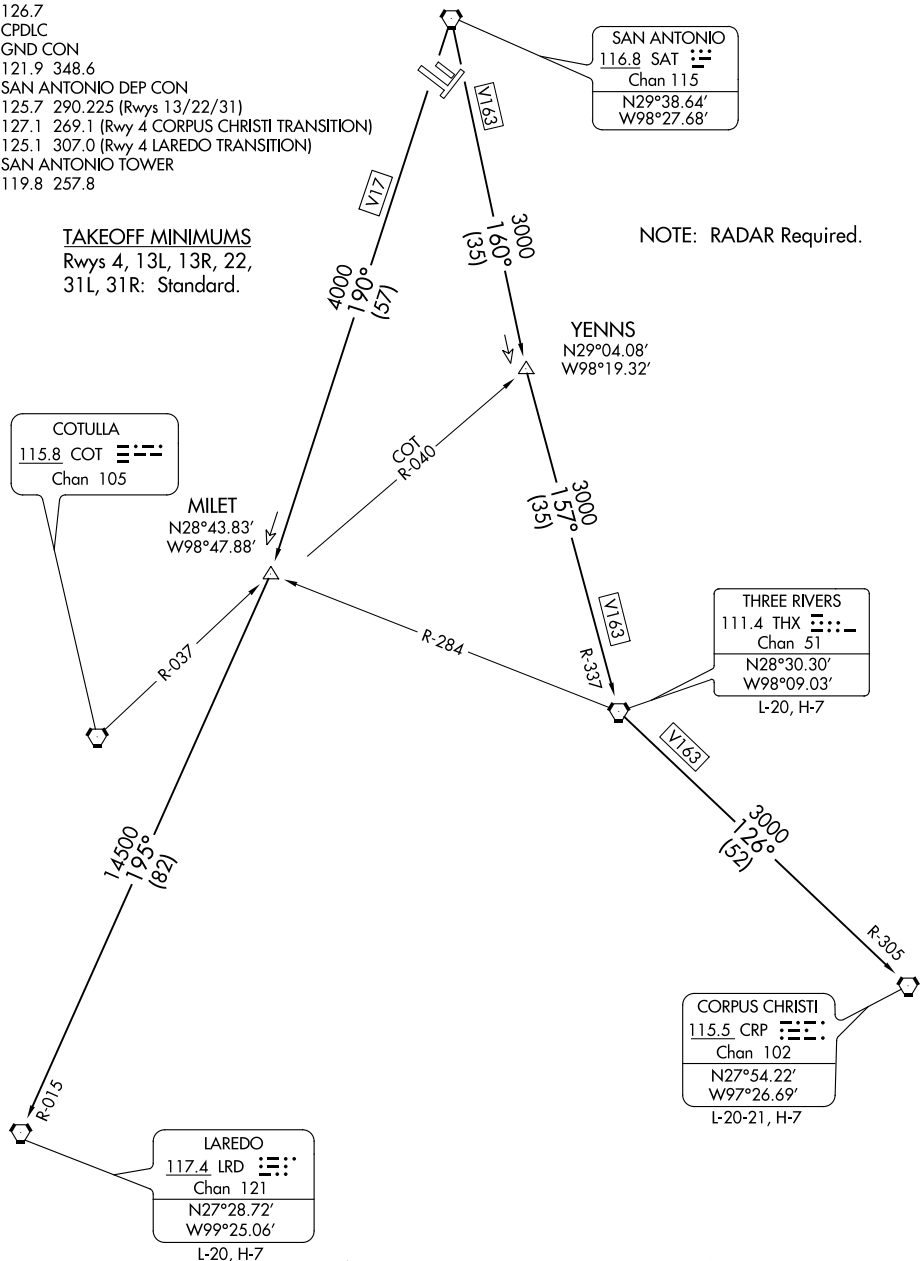 126.7
CPDLC
GND CON
121.9 348.6
SAN ANTONIO DEP CON
125.7 290.225 (Rwys 13/22/31)
127.1 269.1 (Rwy 4 CORPUS CHRISTI TRANSITION)
125.1 307.0 (Rwy 4 LAREDO TRANSITION)
SAN ANTONIO TOWER
119.8 257.8
SAN ANTONIO
116.8 SAT
Chan 115
N29°38.64'
W98°27.68'
TAKEOFF MINIMUMS
Rwys 4, 13L, 13R, 22,
31L, 31R: Standard.
NOTE: RADAR Required.
V17
4000
190°
(57)
V163
3000
160°
(35)
YENNS
N29°04.08'
W98°19.32'
COTULLA
115.8 COT
Chan 105
COT
R-040
MILET
N28°43.83'
W98°47.88'
R-037
R-284
3000
157°
(35)
V163
R-337
THREE RIVERS
111.4 THX
Chan 51
N28°30.30'
W98°09.03'
L-20, H-7
V163
3000
126°
(52)
R-305
14500
195°
(82)
R-015
CORPUS CHRISTI
115.5 CRP
Chan 102
N27°54.22'
W97°26.69'
L-20-21, H-7
LAREDO
117.4 LRD
Chan 121
N27°28.72'
W99°25.06'
L-20, H-7